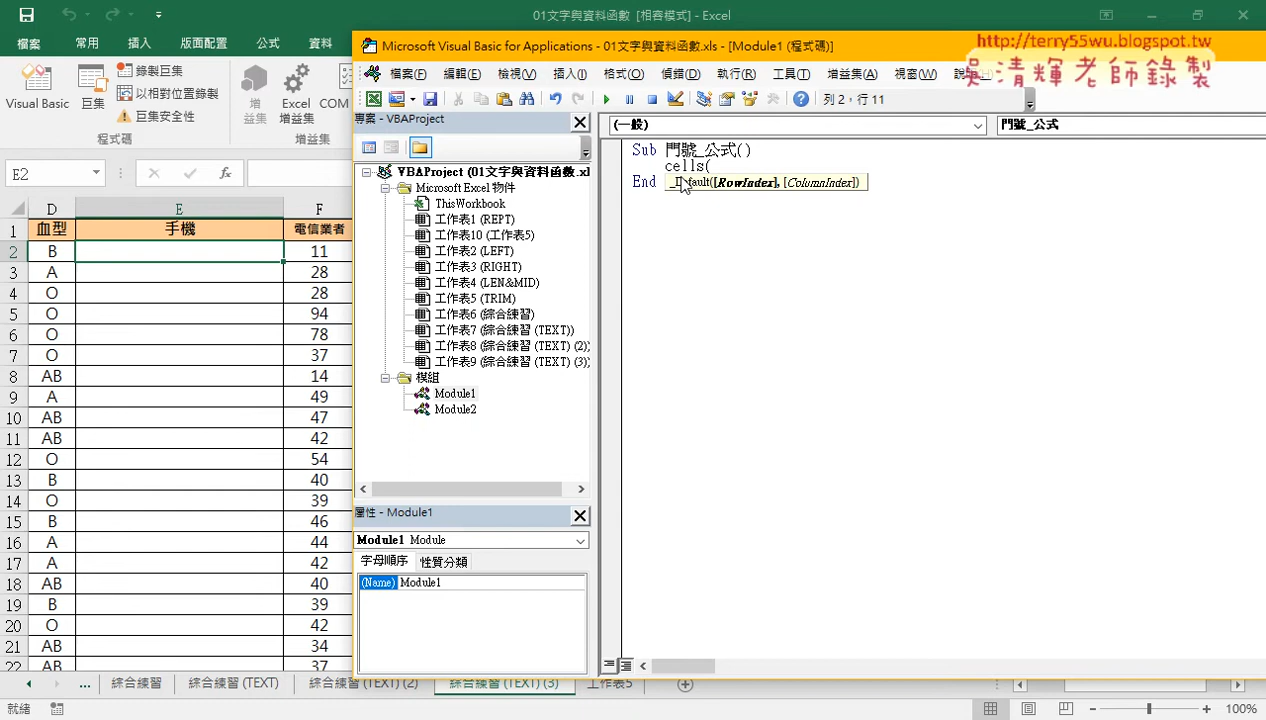 01文字與資料函數 [相容模式] - Excel
檔案 常用 插入 版面配置 公式 資料
Visual Basic 巨集 錄製巨集 以相對位置錄製 巨集安全性 增益集 Excel 增益集 COM
程式碼 增益集
E2
D E F
1 血型 手機 電信業者
2 B 11
3 A 28
4 O 28
5 O 94
6 O 78
7 O 37
8 AB 14
9 A 49
10 AB 47
11 AB 42
12 O 54
13 B 40
14 O 39
15 B 46
16 A 44
17 A 42
18 AB 40
19 B 39
20 O 42
21 AB 34
22 AB 37
... 綜合練習 綜合練習 (TEXT) 綜合練習 (TEXT) (2) 綜合練習 (TEXT) (3) 工作表5
就緒 100%
Microsoft Visual Basic for Applications - 01文字與資料函數.xls - [Module1 (程式碼)]
http://terry55wu.blogspot.tw
吳清輝老師錄製
檔案(F) 編輯(E) 檢視(V) 插入(I) 格式(O) 偵錯(D) 執行(R) 工具(T) 增益集(A) 視窗(W)
列 2，行 11
專案 - VBAProject
VBAProject (01文字與資料函數.xl
Microsoft Excel 物件
ThisWorkbook
工作表1 (REPT)
工作表10 (工作表5)
工作表2 (LEFT)
工作表3 (RIGHT)
工作表4 (LEN&MID)
工作表5 (TRIM)
工作表6 (綜合練習)
工作表7 (綜合練習 (TEXT))
工作表8 (綜合練習 (TEXT) (2)
工作表9 (綜合練習 (TEXT) (3)
模組
Module1
Module2
屬性 - Module1
Module1 Module
字母順序 性質分類
(Name) Module1
(一般) 門號_公式
Sub 門號_公式()
cells(
End
([RowIndex], [ColumnIndex])